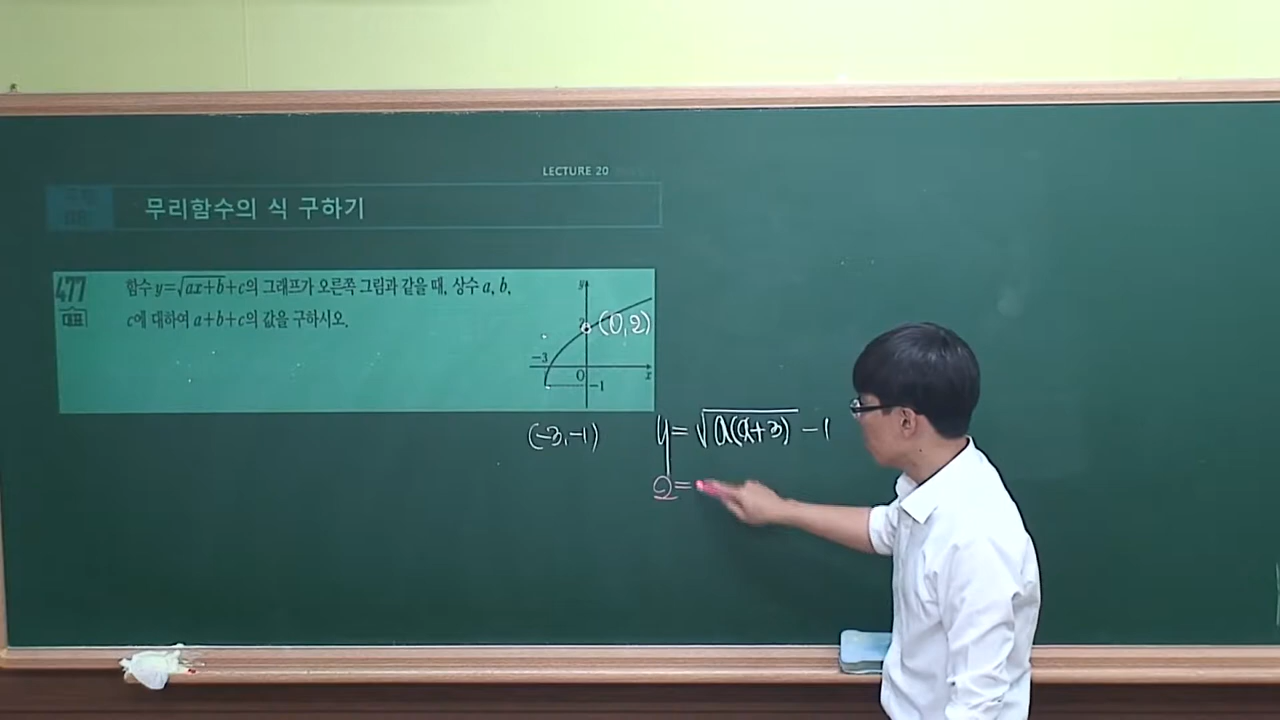 LECTURE 20
무리함수의 식 구하기
477
대표
함수 y=√ax+b+c의 그래프가 오른쪽 그림과 같을 때, 상수 a, b,
c에 대하여 a+b+c의 값을 구하시오.
y
2
(0,2)
-3
O
x
-1
(-3,-1)
y=√a(x+3) -1
2=